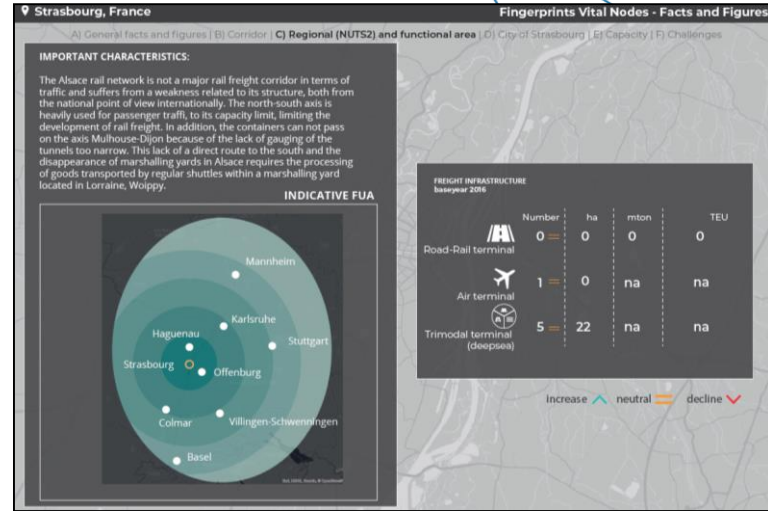 Strasbourg, France
Fingerprints Vital Nodes - Facts and Figures
A) General facts and figures | B) Corridor | C) Regional (NUTS2) and functional area | D) City of Strasbourg | E) Capacity | F) Challenges
IMPORTANT CHARACTERISTICS:
The Alsace rail network is not a major rail freight corridor in terms of
traffic and suffers from a weakness related to its structure, both from
the national point of view internationally. The north-south axis is
heavily used for passenger traffi, to its capacity limit, limiting the
development of rail freight. In addition, the containers can not pass
on the axis Mulhouse-Dijon because of the lack of gauging of the
tunnels too narrow. This lack of a direct route to the south and the
disappearance of marshalling yards in Alsace requires the processing
of goods transported by regular shuttles within a marshalling yard
located in Lorraine, Woippy.
INDICATIVE FUA
Mannheim
Karlsruhe
Haguenau
Stuttgart
Strasbourg
Offenburg
Colmar
Villingen-Schwenningen
Basel
FREIGHT INFRASTRUCTURE
baseyear 2016
Number ha mton TEU
0 = 0 0 0
Road-Rail terminal
1 = 0 na na
Air terminal
5 = 22 na na
Trimodal terminal
(deepsea)
increase neutral decline